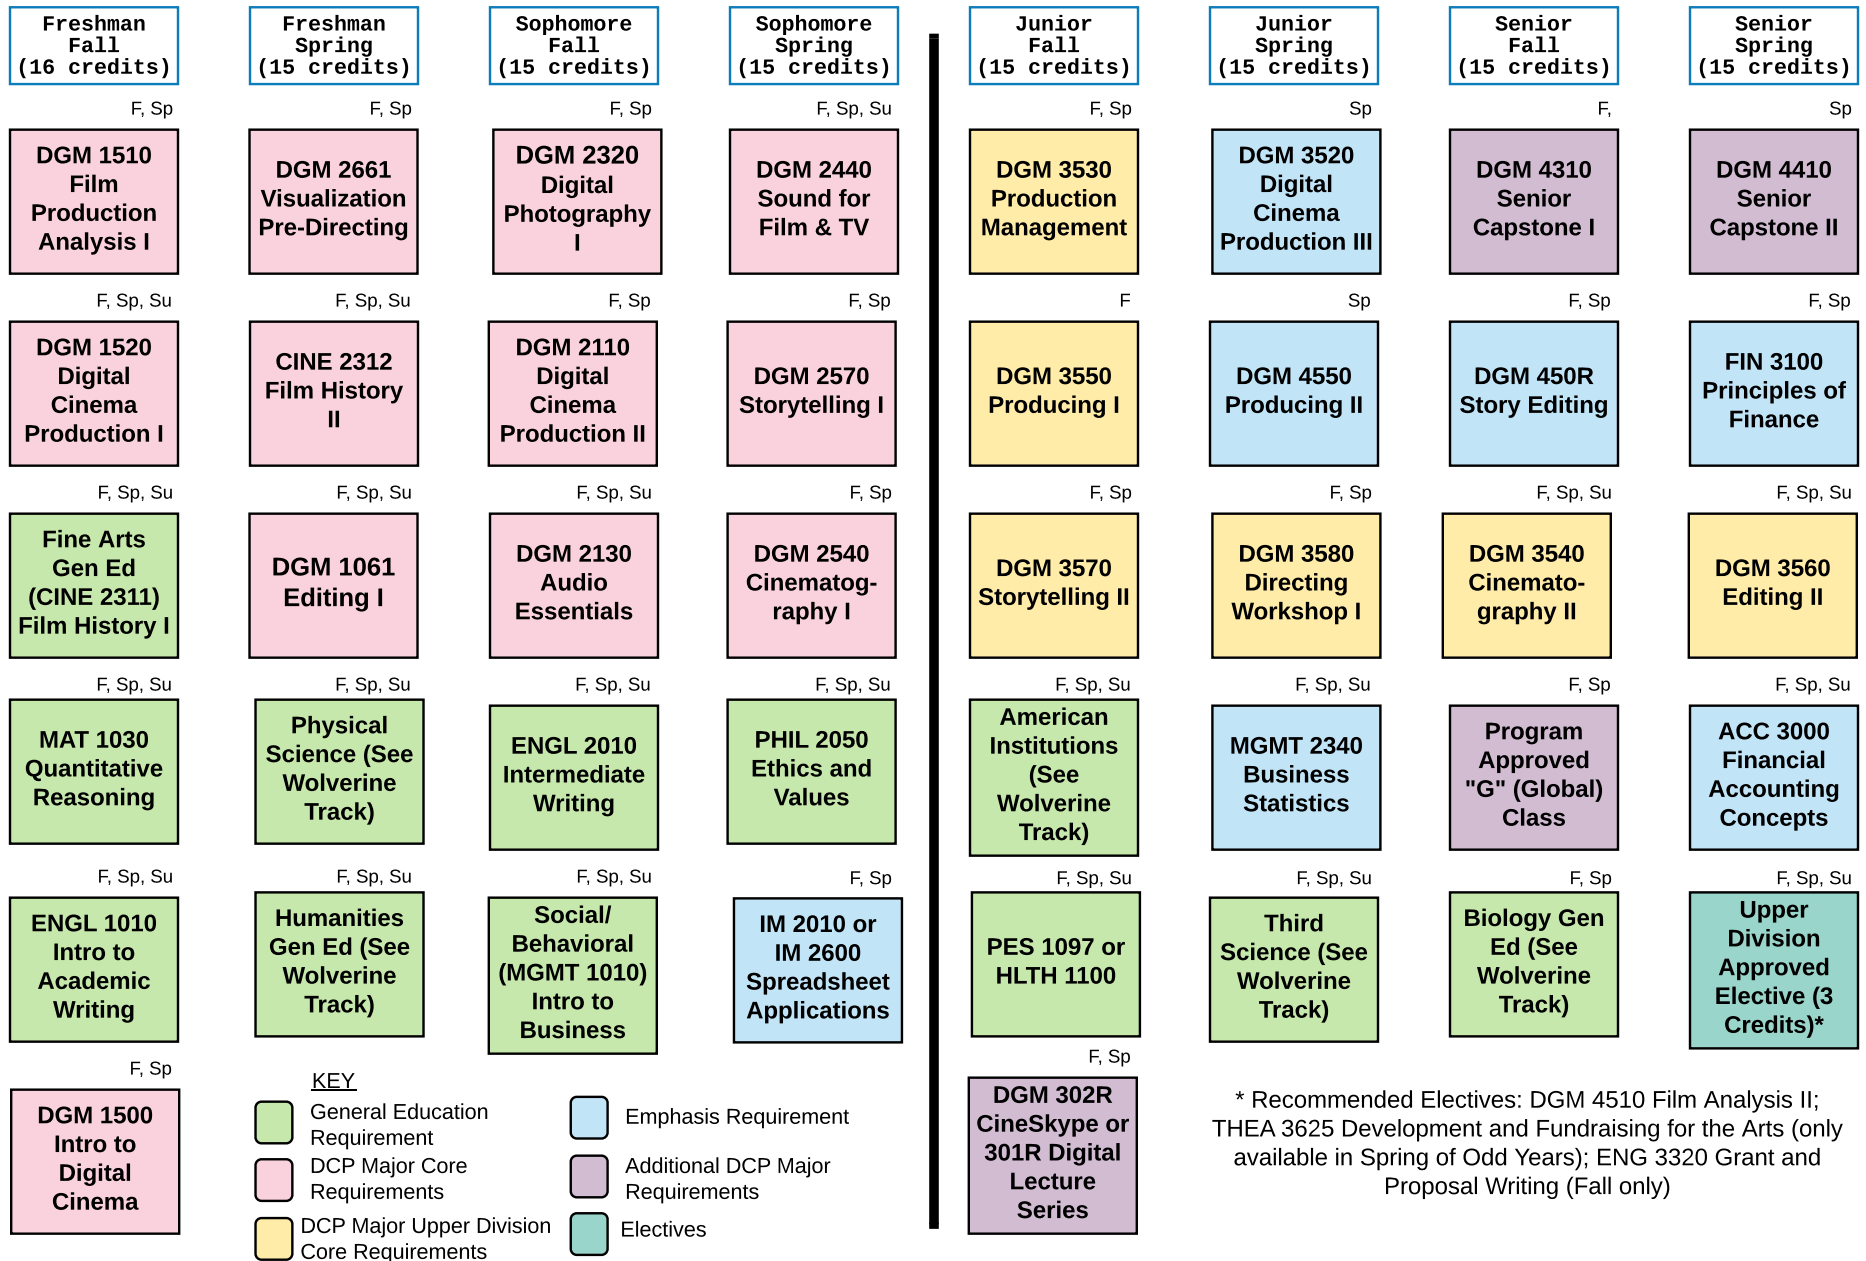 Freshman
Fall
(16 credits)
F, Sp
DGM 1510
Film
Production
Analysis I
F, Sp, Su
DGM 1520
Digital
Cinema
Production I
F, Sp, Su
Fine Arts
Gen Ed
(CINE 2311)
Film History I
F, Sp, Su
MAT 1030
Quantitative
Reasoning
F, Sp, Su
ENGL 1010
Intro to
Academic
Writing
F, Sp
DGM 1500
Intro to
Digital
Cinema
Freshman
Spring
(15 credits)
F, Sp
DGM 2661
Visualization
Pre-Directing
F, Sp, Su
CINE 2312
Film History
II
F, Sp, Su
DGM 1061
Editing I
F, Sp, Su
Physical
Science (See
Wolverine
Track)
F, Sp, Su
Humanities
Gen Ed (See
Wolverine
Track)
Sophomore
Fall
(15 credits)
F, Sp
DGM 2320
Digital
Photography
I
F, Sp
DGM 2110
Digital
Cinema
Production II
F, Sp, Su
DGM 2130
Audio
Essentials
F, Sp, Su
ENGL 2010
Intermediate
Writing
F, Sp, Su
Social/
Behavioral
(MGMT 1010)
Intro to
Business
Sophomore
Spring
(15 credits)
F, Sp, Su
DGM 2440
Sound for
Film & TV
F, Sp
DGM 2570
Storytelling I
F, Sp
DGM 2540
Cinematog-
raphy I
F, Sp, Su
PHIL 2050
Ethics and
Values
F, Sp
IM 2010 or
IM 2600
Spreadsheet
Applications
KEY
General Education
Requirement
DCP Major Core
Requirements
DCP Major Upper Division
Core Requirements
Emphasis Requirement
Additional DCP Major
Requirements
Electives
Junior
Fall
(15 credits)
F, Sp
DGM 3530
Production
Management
F
DGM 3550
Producing I
F, Sp
DGM 3570
Storytelling II
F, Sp, Su
American
Institutions
(See
Wolverine
Track)
F, Sp, Su
PES 1097 or
HLTH 1100
F, Sp
DGM 302R
CineSkype or
301R Digital
Lecture
Series
Junior
Spring
(15 credits)
Sp
DGM 3520
Digital
Cinema
Production III
Sp
DGM 4550
Producing II
F, Sp
DGM 3580
Directing
Workshop I
F, Sp, Su
MGMT 2340
Business
Statistics
F, Sp, Su
Third
Science (See
Wolverine
Track)
Senior
Fall
(15 credits)
F,
DGM 4310
Senior
Capstone I
F, Sp
DGM 450R
Story Editing
F, Sp, Su
DGM 3540
Cinemato-
graphy II
F, Sp
Program
Approved
"G" (Global)
Class
F, Sp
Biology Gen
Ed (See
Wolverine
Track)
Senior
Spring
(15 credits)
Sp
DGM 4410
Senior
Capstone II
F, Sp
FIN 3100
Principles of
Finance
F, Sp, Su
DGM 3560
Editing II
F, Sp, Su
ACC 3000
Financial
Accounting
Concepts
F, Sp, Su
Upper
Division
Approved
Elective (3
Credits)*
* Recommended Electives: DGM 4510 Film Analysis II;
THEA 3625 Development and Fundraising for the Arts (only
available in Spring of Odd Years); ENG 3320 Grant and
Proposal Writing (Fall only)